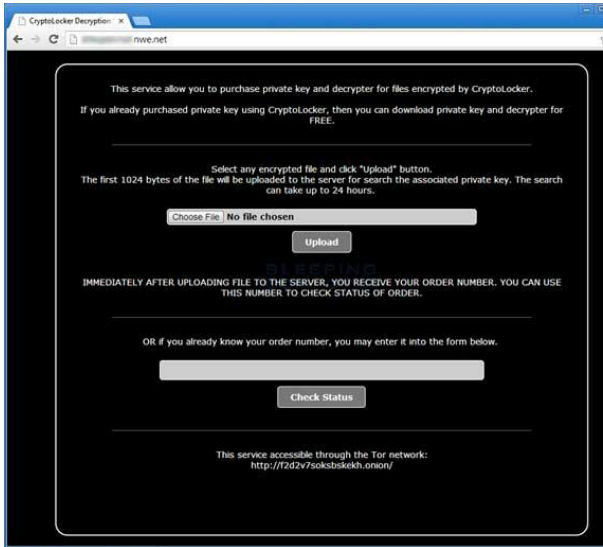 CryptoLocker Decryption
nwe.net
This service allow you to purchase private key and decrypter for files encrypted by CryptoLocker.
If you already purchased private key using CryptoLocker, then you can download private key and decrypter for
FREE.
Select any encrypted file and click "Upload" button.
The first 1024 bytes of the file will be uploaded to the server for search the associated private key. The search
can take up to 24 hours.
Choose File No file chosen
Upload
BLEEPING
IMMEDIATELY AFTER UPLOADING FILE TO THE SERVER, YOU RECEIVE YOUR ORDER NUMBER. YOU CAN USE
THIS NUMBER TO CHECK STATUS OF ORDER.
OR if you already know your order number, you may enter it into the form below.
Check Status
This service accessible through the Tor network:
http://f2d2v7soksbskekh.onion/